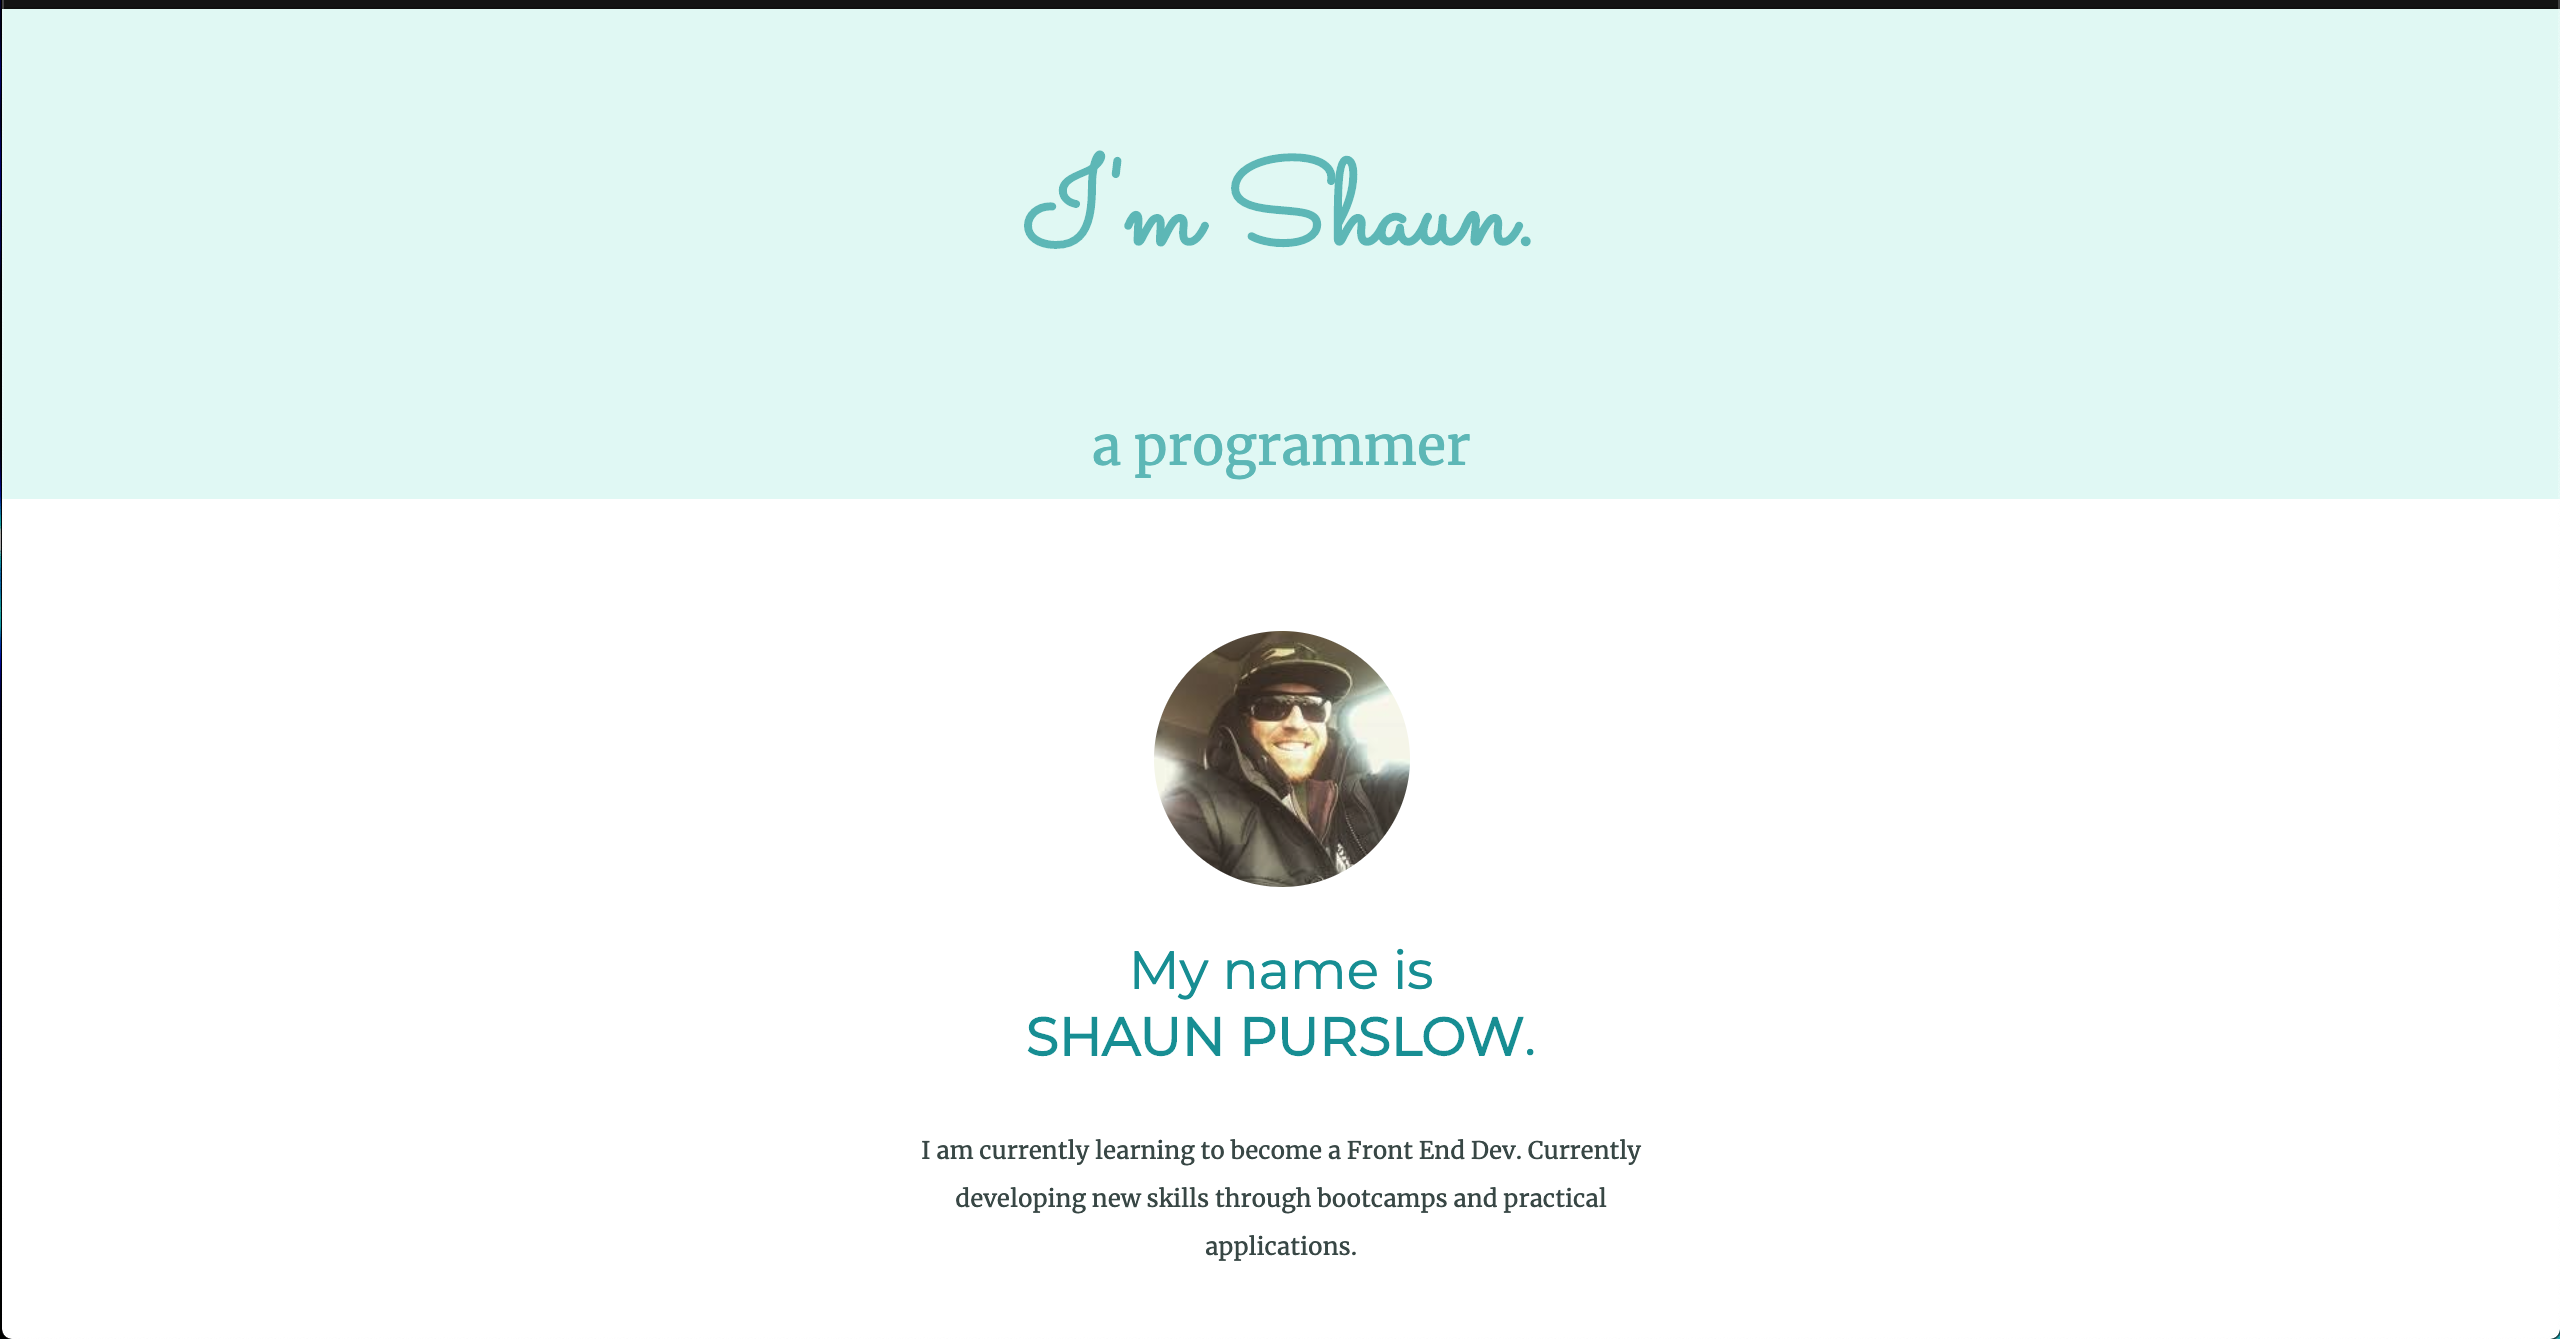 I'm Shaun.
a programmer
My name is
SHAUN PURSLOW.
I am currently learning to become a Front End Dev. Currently
developing new skills through bootcamps and practical
applications.